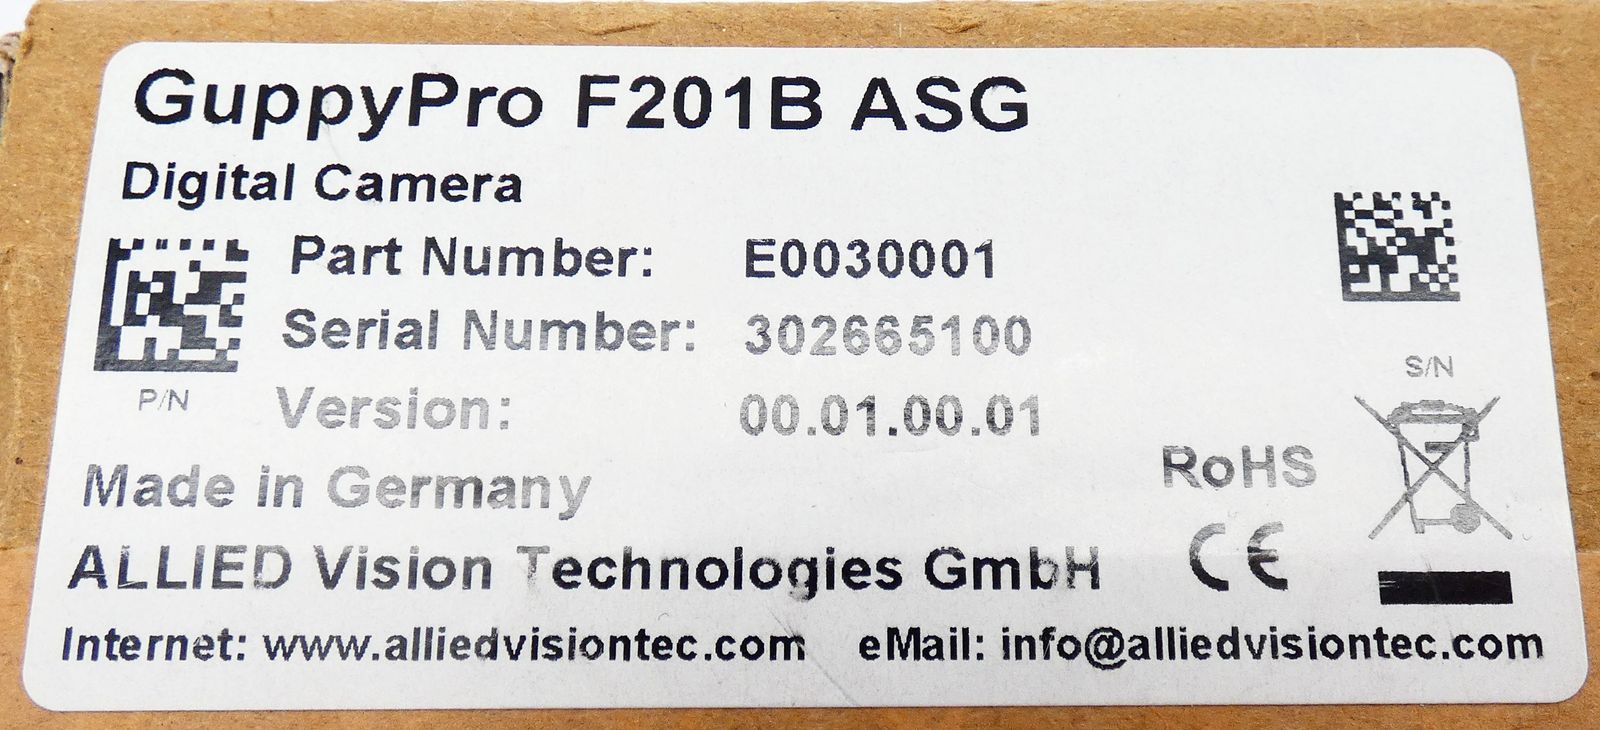 GuppyPro F201B ASG
Digital Camera
Part Number: E0030001
Serial Number: 302665100
Version: 00.01.00.01
P/N
S/N
Made in Germany
RoHS
ALLIED Vision Technologies GmbH
CE
Internet: www.alliedvisiontec.com eMail: info@alliedvisiontec.com